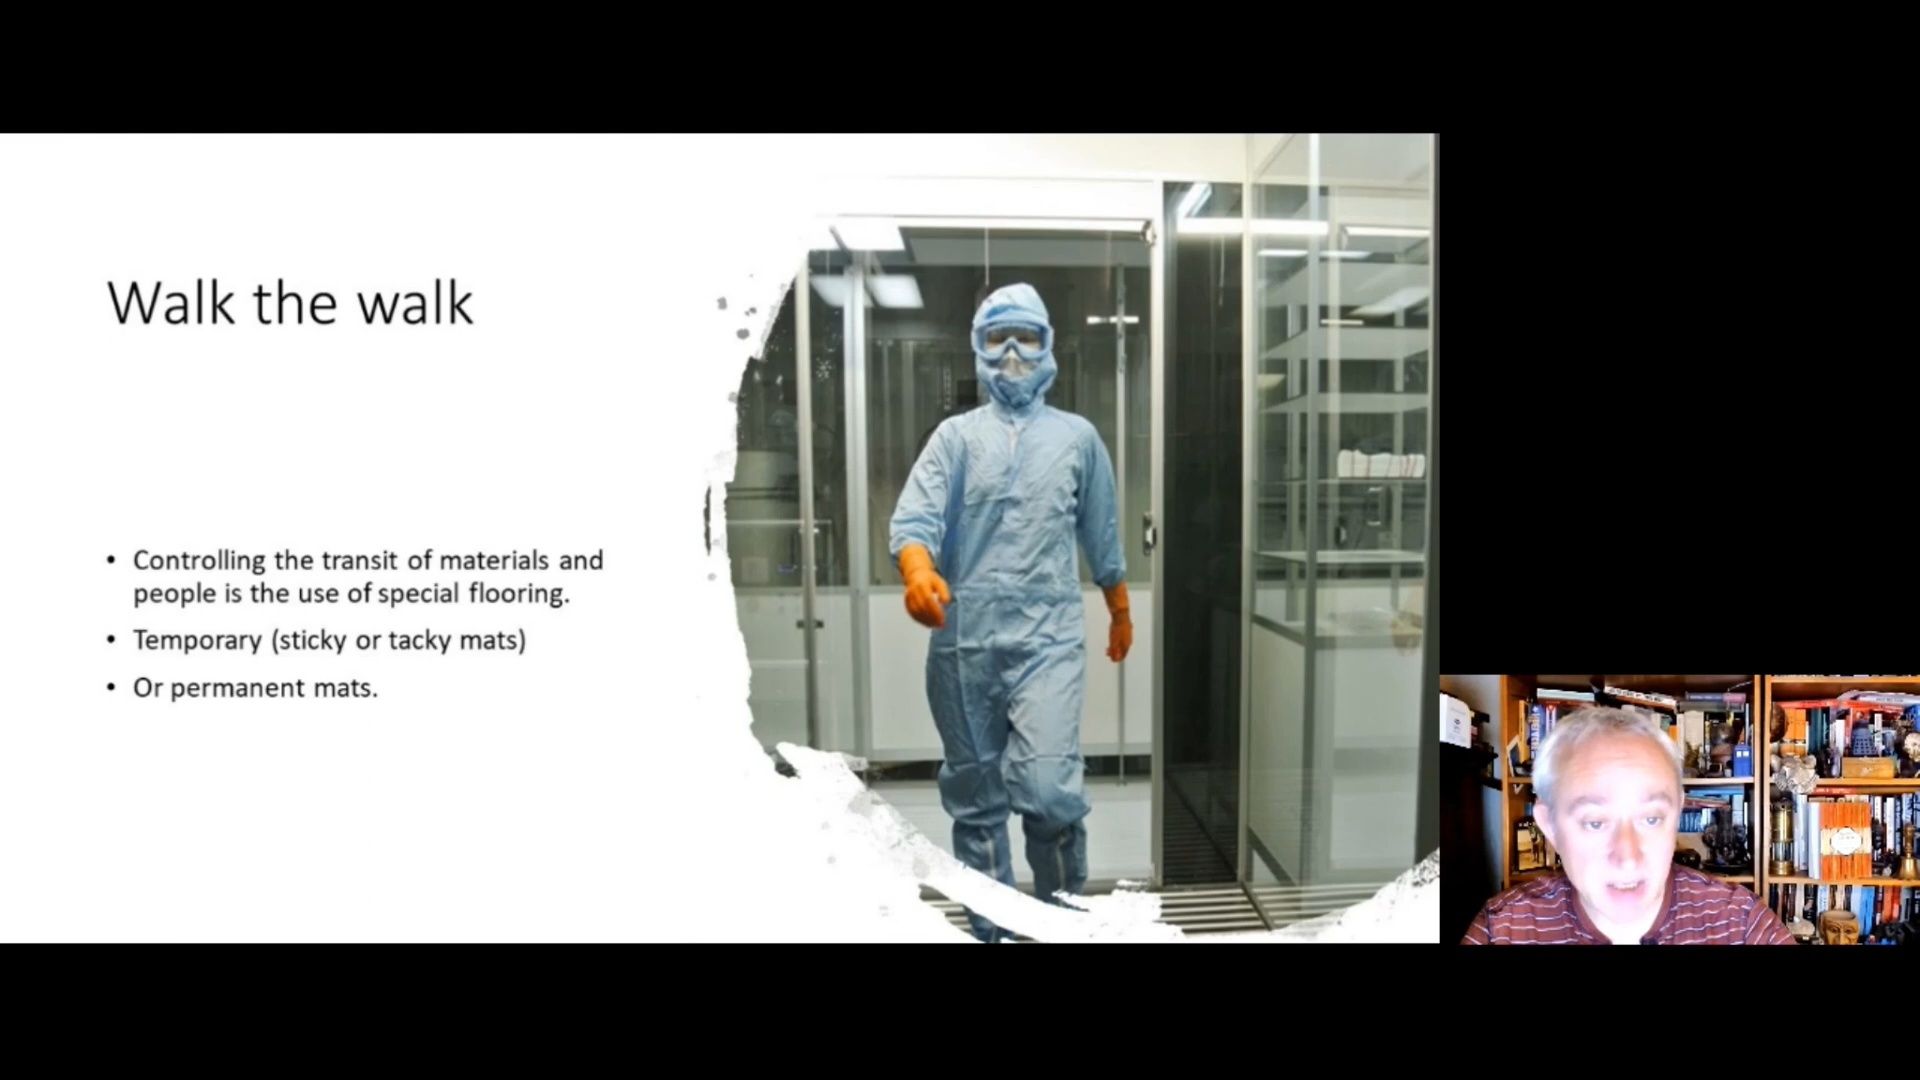 Walk the walk
• Controlling the transit of materials and
people is the use of special flooring.
• Temporary (sticky or tacky mats)
• Or permanent mats.